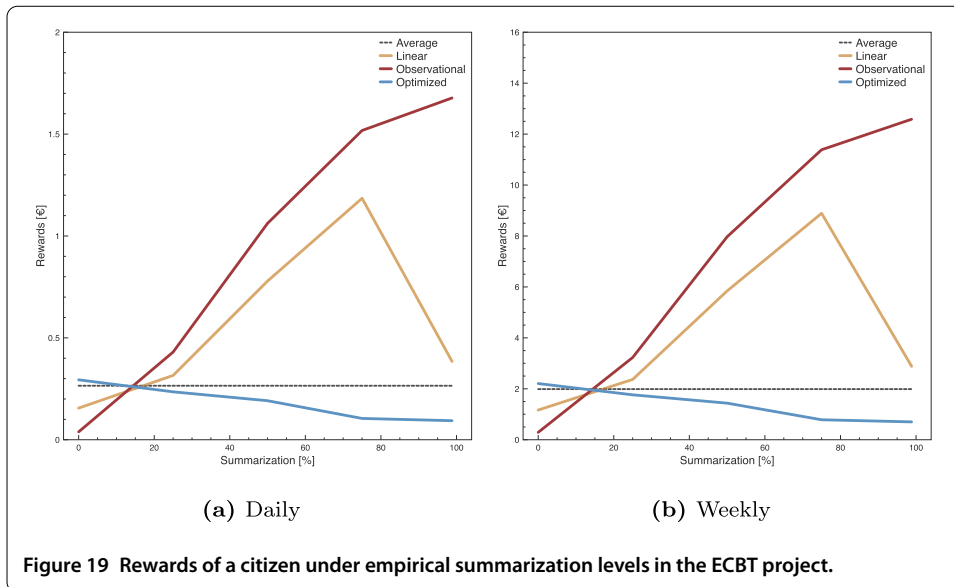 2
1.5
1
0.5
0
Rewards [€]
0 20 40 60 80 100
Summarization [%]
Average
Linear
Observational
Optimized
(a) Daily
16
14
12
10
8
6
4
2
0
Rewards [€]
0 20 40 60 80 100
Summarization [%]
Average
Linear
Observational
Optimized
(b) Weekly
Figure 19 Rewards of a citizen under empirical summarization levels in the ECBT project.